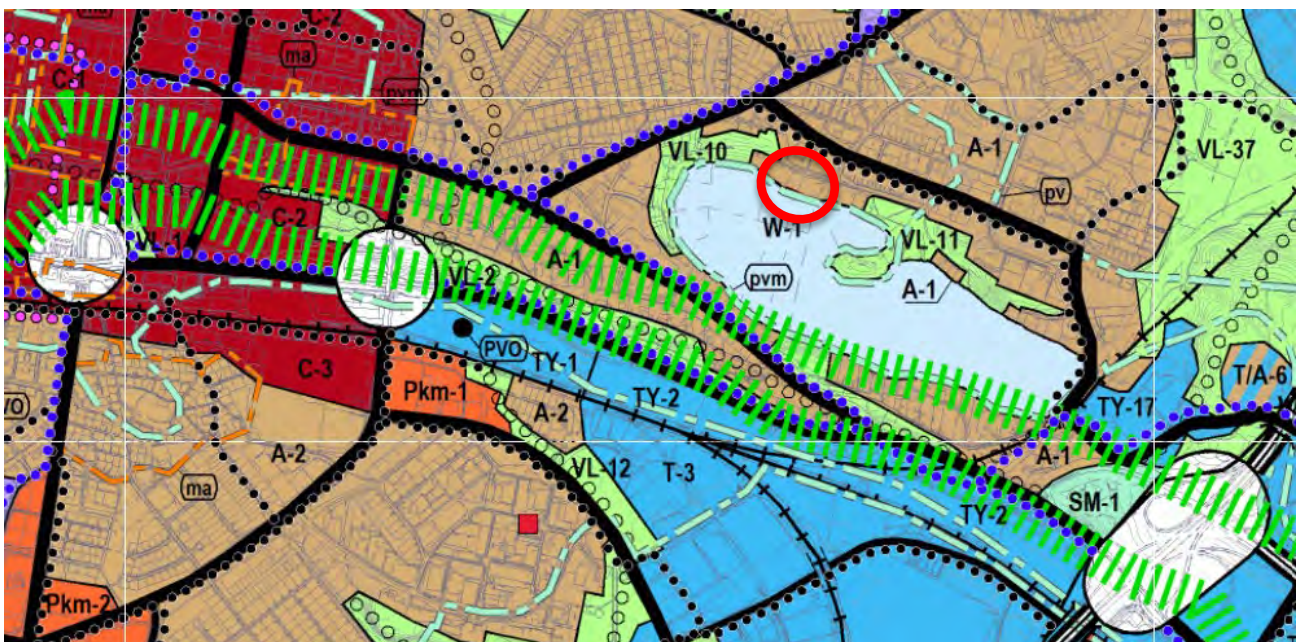 C-2
ma
C-1
pvm
A-1
VL-37
VL-10
pv
C-2
W-1
VL-1
VL-11
A-1
VL-2
pvm
A-1
PVO
TY-1
C-3
T/A-6
Pkm-1
TY-2
TY-17
VO
A-2
A-2
A-1
VL-12
T-3
ma
SM-1
TY-2
Pkm-2